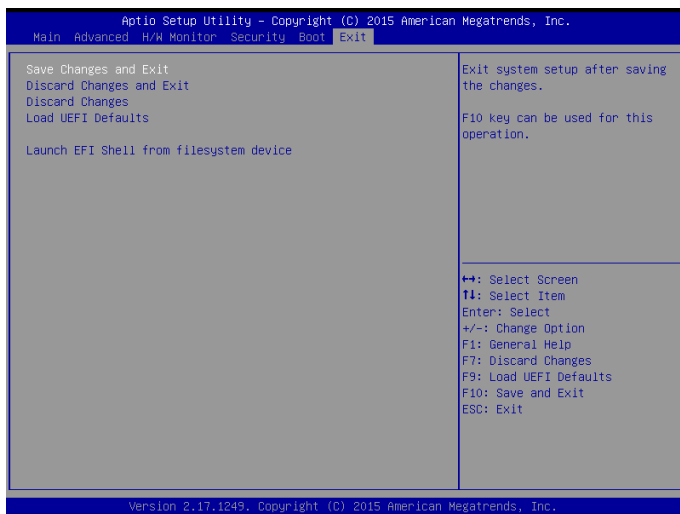 Aptio Setup Utility – Copyright (C) 2015 American Megatrends, Inc.
Main Advanced H/W Monitor Security Boot Exit
Save Changes and Exit
Discard Changes and Exit
Discard Changes
Load UEFI Defaults
Launch EFI Shell from filesystem device
Exit system setup after saving
the changes.
F10 key can be used for this
operation.
↔: Select Screen
↑↓: Select Item
Enter: Select
+/-: Change Option
F1: General Help
F7: Discard Changes
F9: Load UEFI Defaults
F10: Save and Exit
ESC: Exit
Version 2.17.1249. Copyright (C) 2015 American Megatrends, Inc.